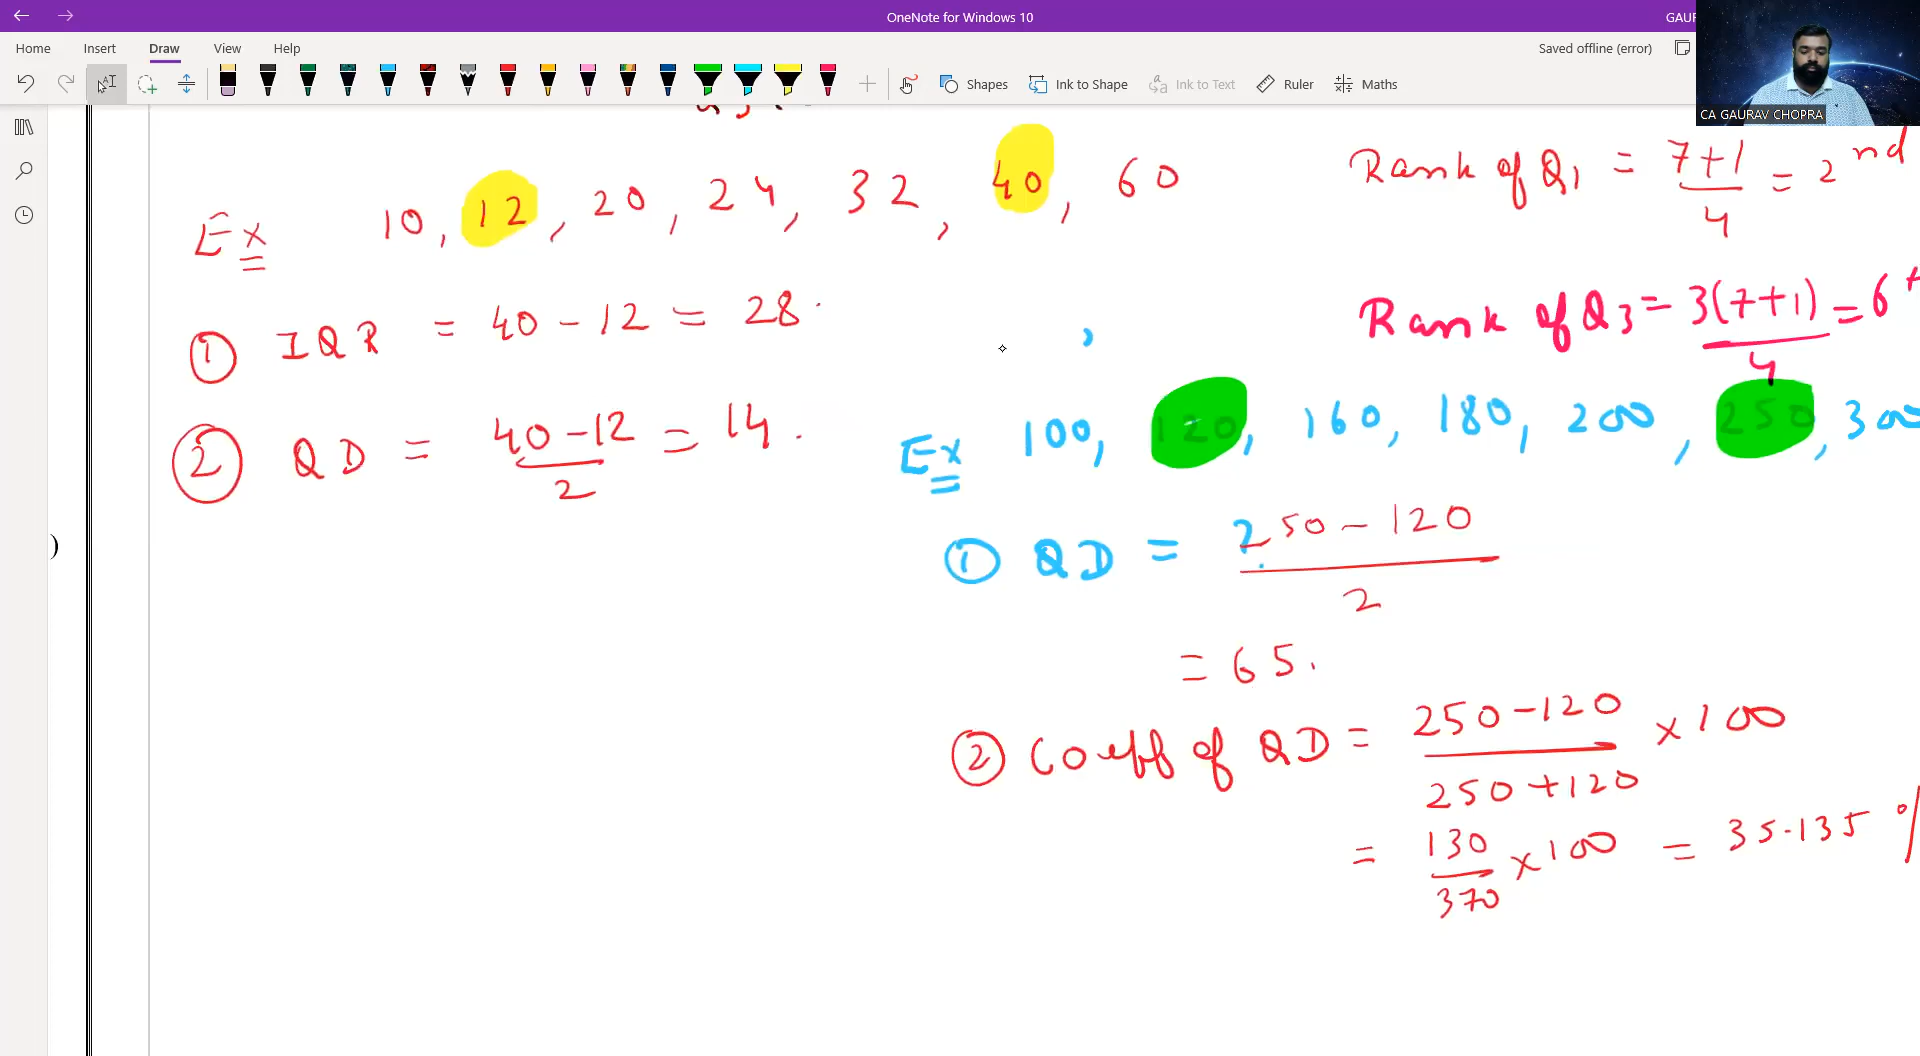 OneNote for Windows 10
GAUR
Home Insert Draw View Help
Saved offline (error)
Shapes Ink to Shape Ink to Text Ruler Maths
CA GAURAV CHOPRA
Ex 10, 12, 20, 24, 32, 40, 60
Rank of Q1 = 7+1/4 = 2nd
Rank of Q3 = 3(7+1)/4 = 6
① IQR = 40-12 = 28.
② QD = 40-12/2 = 14.
,
Ex 100, 120, 160, 180, 200, 250, 300
① QD = 250-120/2
= 65.
② Coeff of QD = 250-120/250+120 ×100
= 130/370 ×100 = 35.135 %
)